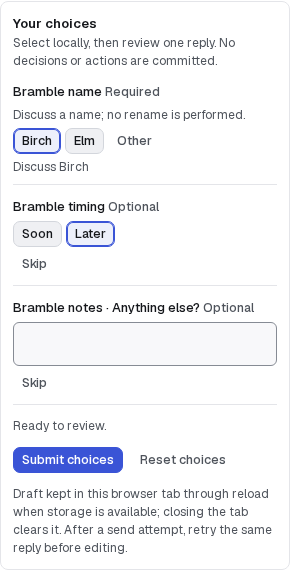 Your choices
Select locally, then review one reply. No
decisions or actions are committed.
Bramble name Required
Discuss a name; no rename is performed.
Birch Elm Other
Discuss Birch
Bramble timing Optional
Soon Later
Skip
Bramble notes · Anything else? Optional
Skip
Ready to review.
Submit choices Reset choices
Draft kept in this browser tab through reload
when storage is available; closing the tab
clears it. After a send attempt, retry the same
reply before editing.